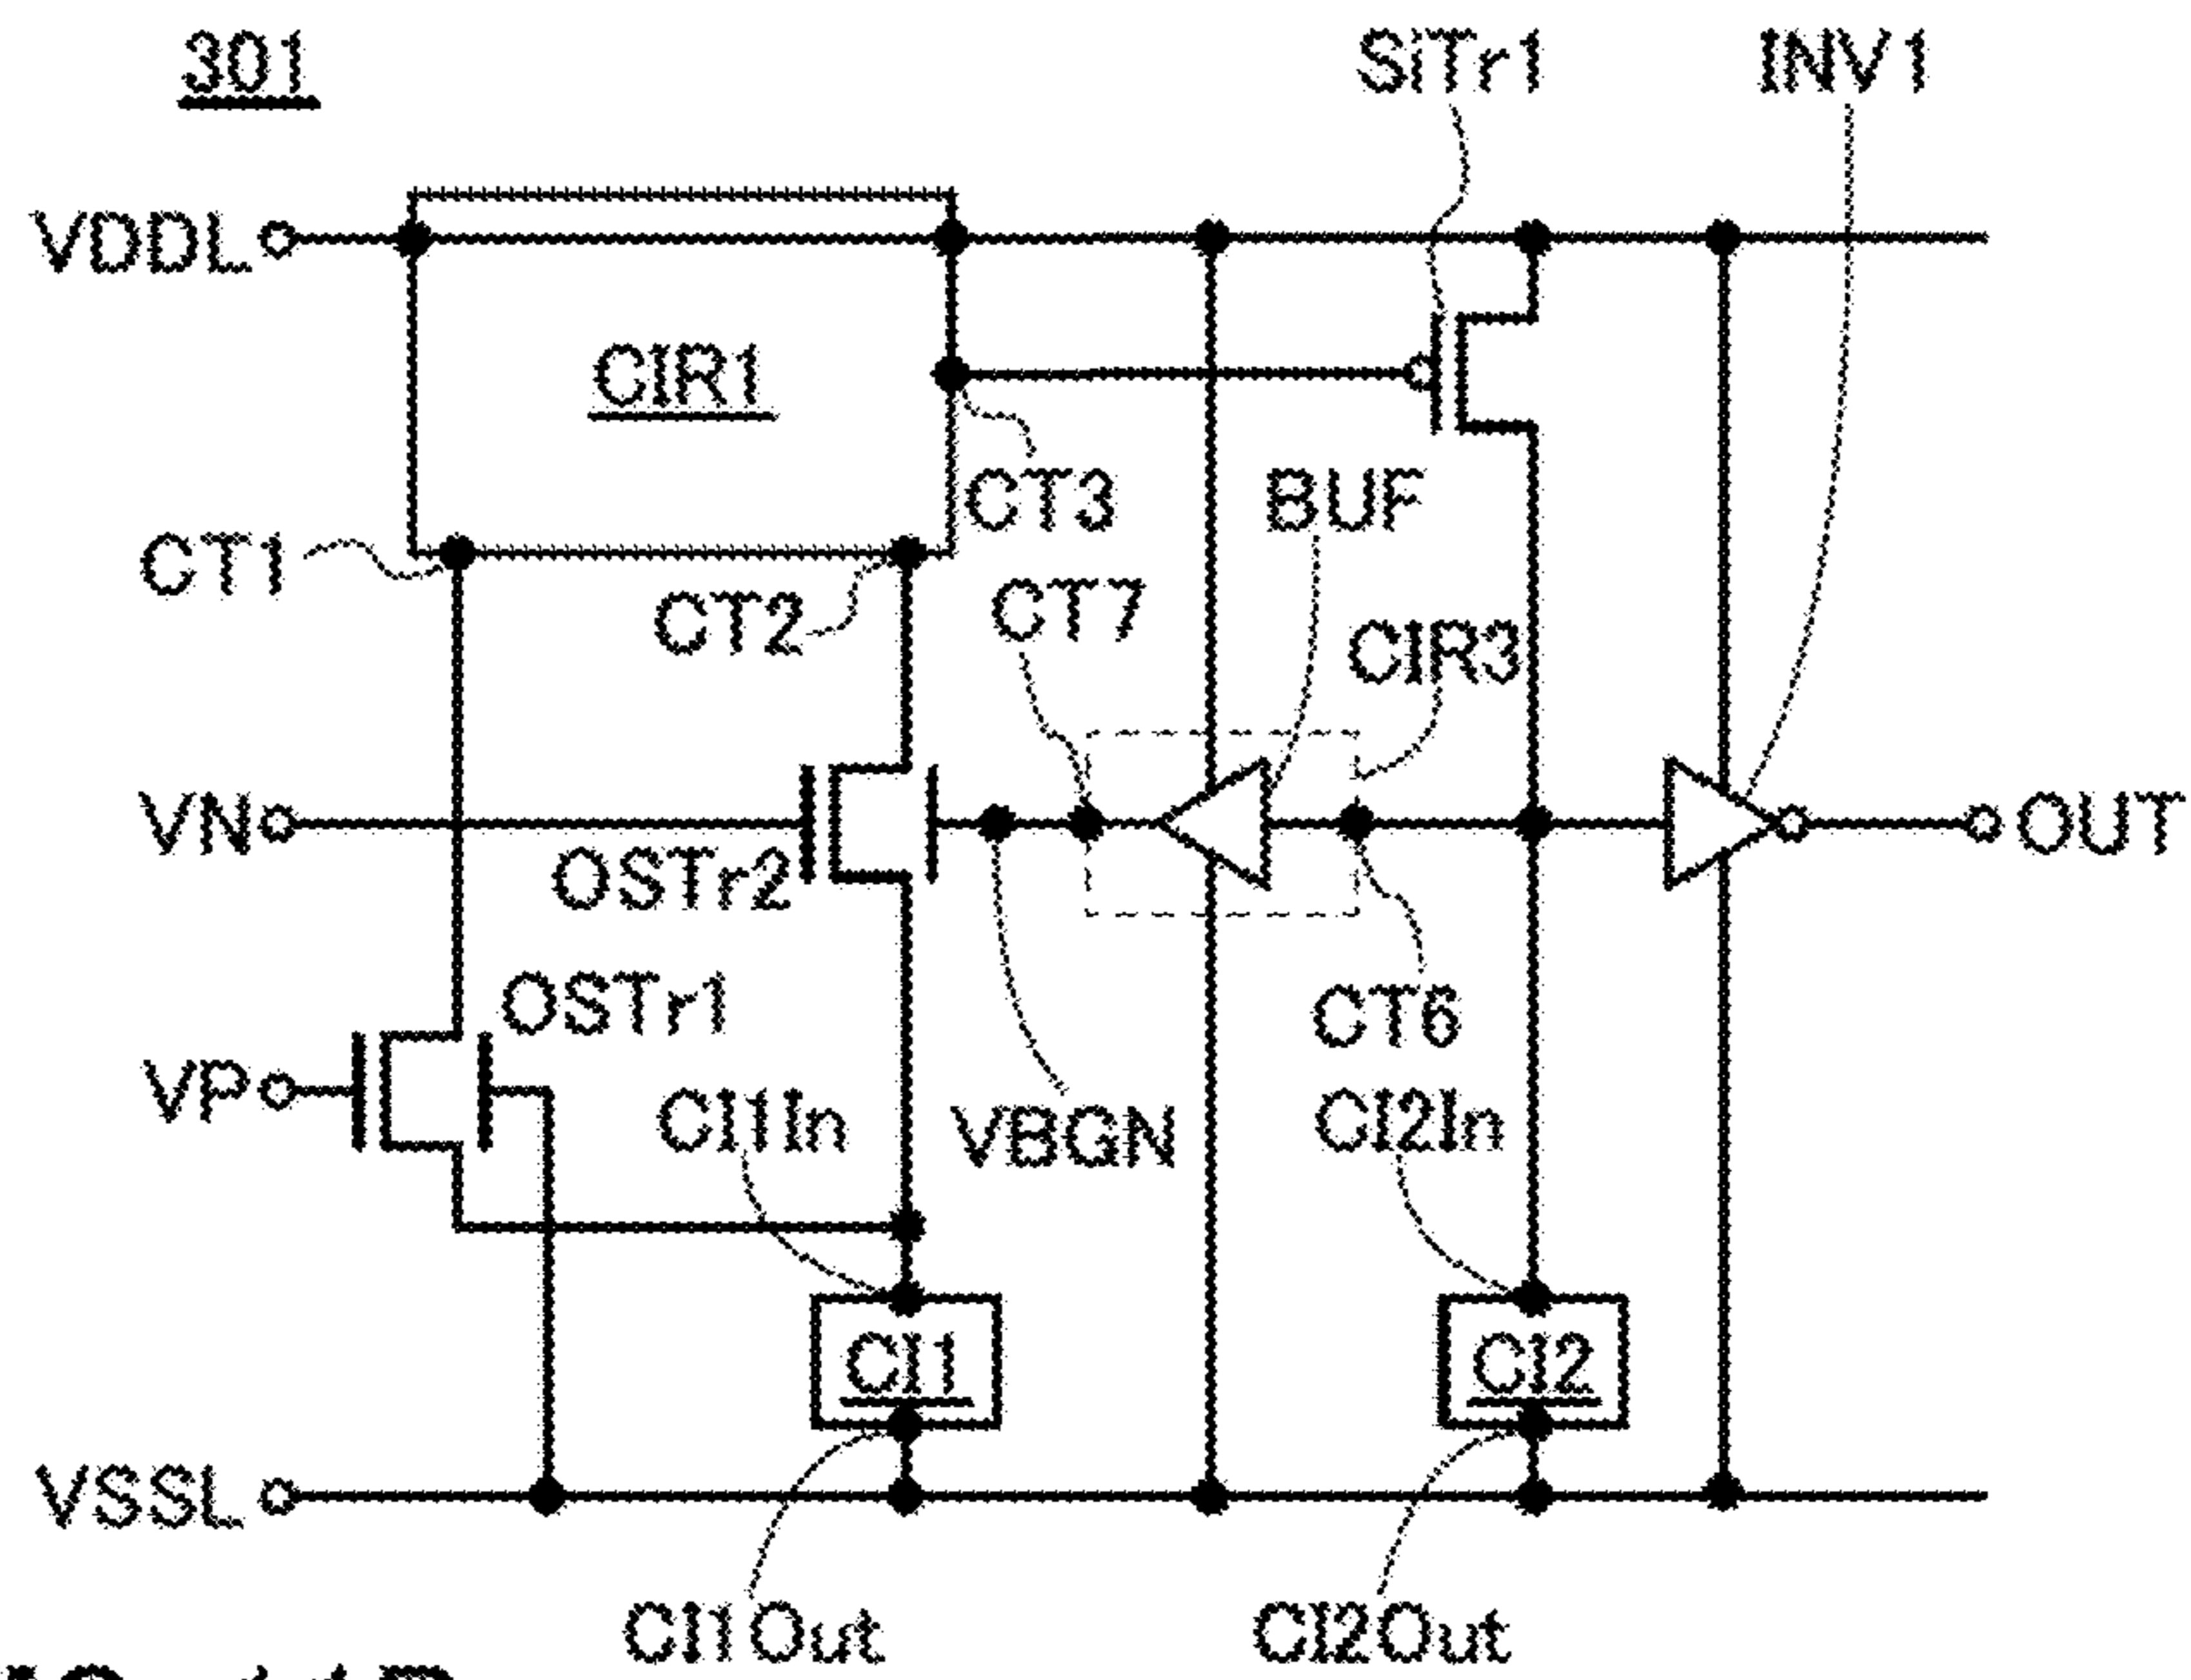 301
SiTr1
INV1
VDDL
CIR1
CT3
BUF
CT1
CT2
CT7
CIR3
VN
OUT
OSTr2
OSTr1
CT6
VP
CI1In
VBGN
CI2In
CI1
CI2
VSSL
CI1Out
CI2Out